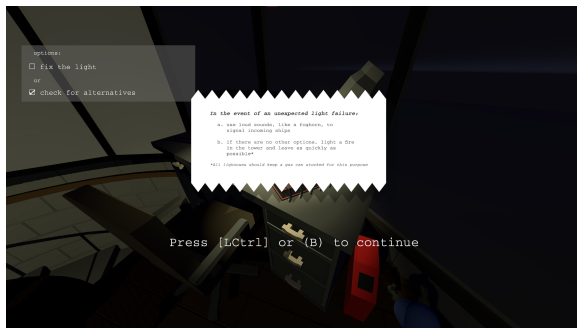 options:
☐ fix the light
or
☑ check for alternatives
In the event of an unexpected light failure:
a. use loud sounds, like a foghorn, to
signal incoming ships
b. if there are no other options, light a fire
in the tower and leave as quickly as
possible*
*All lighthouses should keep a gas can stocked for this purpose
Press [LCtrl] or (B) to continue